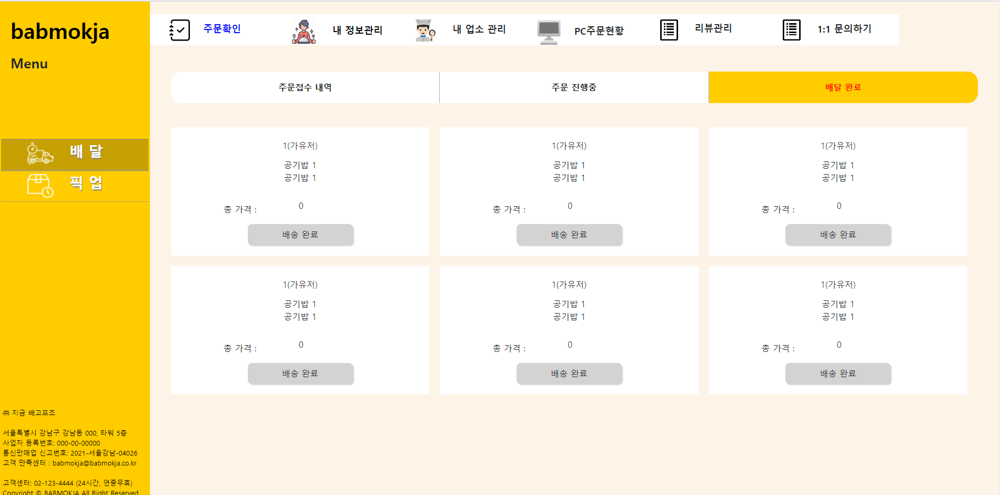 babmokja
Menu
배 달
픽 업
㈜ 지금 배고프조
서울특별시 강남구 강남동 000, 타워 5층
사업자 등록번호: 000-00-00000
통신판매업 신고번호: 2021-서울강남-04026
고객 만족센터 : babmokja@babmokja.co.kr
고객센터: 02-123-4444 (24시간, 연중무휴)
Copyright © BABMOKJA All Right Reserved
주문확인
내 정보관리
내 업소 관리
PC주문현황
리뷰관리
1:1 문의하기
주문접수 내역
주문 진행중
배달 완료
1(가유저)
공기밥 1
공기밥 1
총 가격 : 0
배송 완료
1(가유저)
공기밥 1
공기밥 1
총 가격 : 0
배송 완료
1(가유저)
공기밥 1
공기밥 1
총 가격 : 0
배송 완료
1(가유저)
공기밥 1
공기밥 1
총 가격 : 0
배송 완료
1(가유저)
공기밥 1
공기밥 1
총 가격 : 0
배송 완료
1(가유저)
공기밥 1
공기밥 1
총 가격 : 0
배송 완료